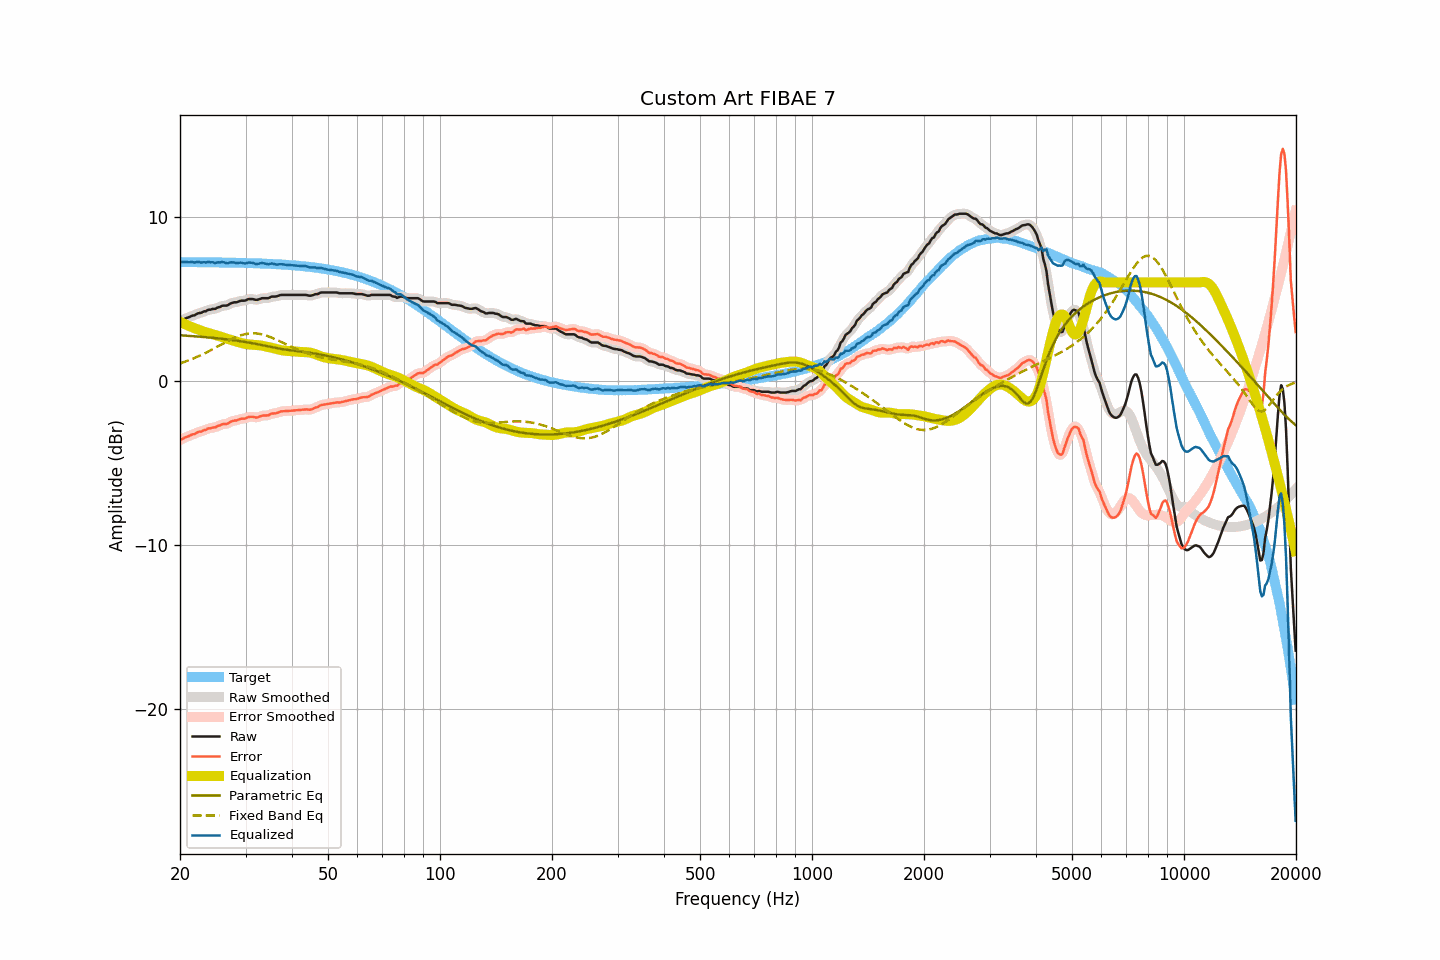 Custom Art FIBAE 7
Amplitude (dBr)
10
0
−10
−20
Target
Raw Smoothed
Error Smoothed
Raw
Error
Equalization
Parametric Eq
Fixed Band Eq
Equalized
20 50 100 200 500 1000 2000 5000 10000 20000
Frequency (Hz)